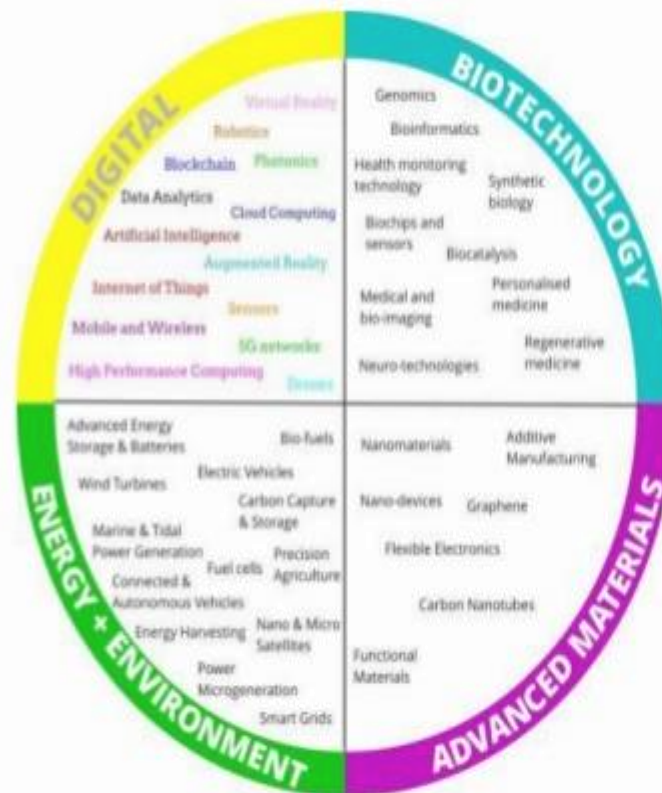 DIGITAL
Virtual Reality
Robotics
Blockchain
Photonics
Data Analytics
Cloud Computing
Artificial Intelligence
Augmented Reality
Internet of Things
Sensors
Mobile and Wireless
5G networks
High Performance Computing
Drones
BIOTECHNOLOGY
Genomics
Bioinformatics
Health monitoring
technology
Synthetic
biology
Biochips and
sensors
Biocatalysis
Medical and
bio-imaging
Personalised
medicine
Neuro-technologies
Regenerative
medicine
ENERGY + ENVIRONMENT
Advanced Energy
Storage & Batteries
Bio-fuels
Wind Turbines
Electric Vehicles
Carbon Capture
& Storage
Marine & Tidal
Power Generation
Fuel cells
Precision
Agriculture
Connected &
Autonomous Vehicles
Energy Harvesting
Nano & Micro
Satellites
Power
Microgeneration
Smart Grids
ADVANCED MATERIALS
Nanomaterials
Additive
Manufacturing
Nano-devices
Graphene
Flexible Electronics
Carbon Nanotubes
Functional
Materials